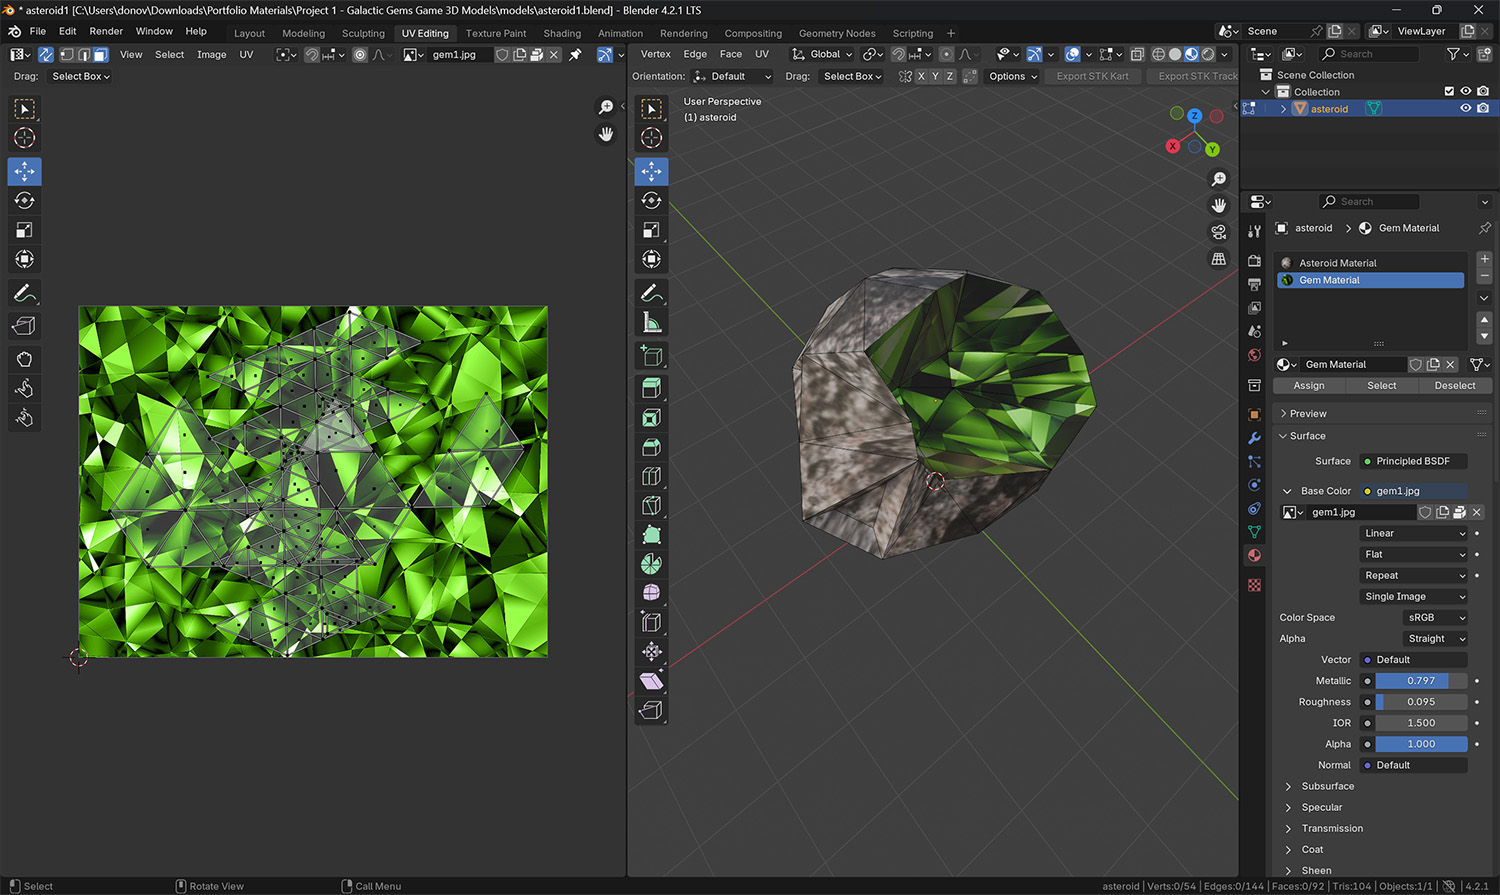 * asteroid1 [C:\Users\donov\Downloads\Portfolio Materials\Project 1 - Galactic Gems Game 3D Models\models\asteroid1.blend] - Blender 4.2.1 LTS
File Edit Render Window Help Layout Modeling Sculpting UV Editing Texture Paint Shading Animation Rendering Compositing Geometry Nodes Scripting + Scene ViewLayer
View Select Image UV gem1.jpg Vertex Edge Face UV Global Search
Drag: Select Box Orientation: Default Drag: Select Box X Y Z Options Export STK Kart Export STK Track
Scene Collection
Collection
asteroid
User Perspective
(1) asteroid
Z
X
Y
Search
asteroid > Gem Material
Asteroid Material
Gem Material
Gem Material
Assign Select Deselect
Preview
Surface
Surface Principled BSDF
Base Color gem1.jpg
gem1.jpg
Linear
Flat
Repeat
Single Image
Color Space sRGB
Alpha Straight
Vector Default
Metallic 0.797
Roughness 0.095
IOR 1.500
Alpha 1.000
Normal Default
Subsurface
Specular
Transmission
Coat
Sheen
Select Rotate View Call Menu asteroid | Verts:0/54 | Edges:0/144 | Faces:0/92 | Tris:104 | Objects:1/1 | 4.2.1